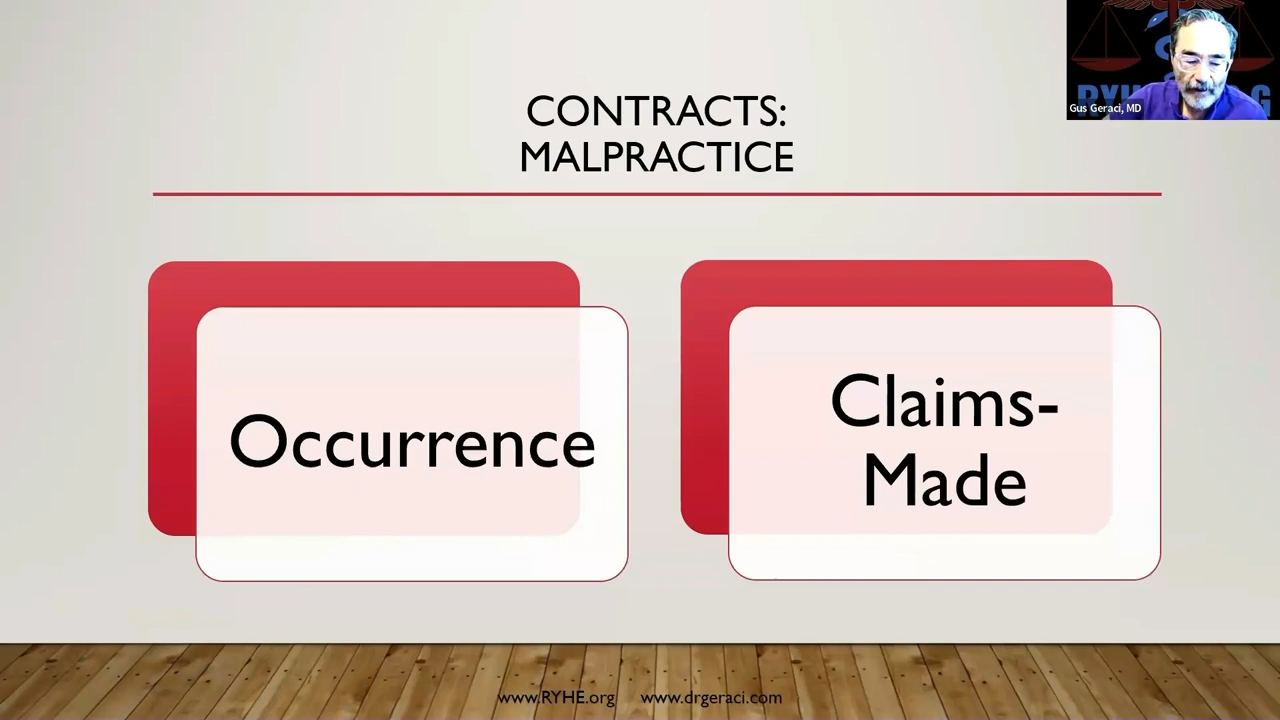 CONTRACTS:
MALPRACTICE
Gus Geraci, MD
Occurrence
Claims-
Made
www.RYHE.org www.drgeraci.com